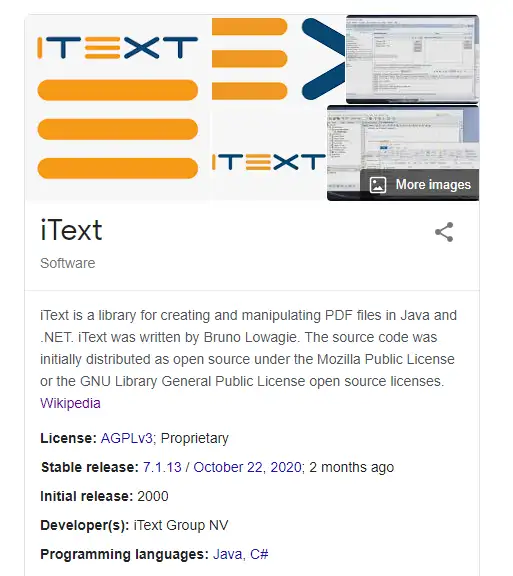 iTEXT
iTEXT
More images
iText
Software
iText is a library for creating and manipulating PDF files in Java and
.NET. iText was written by Bruno Lowagie. The source code was
initially distributed as open source under the Mozilla Public License
or the GNU Library General Public License open source licenses.
Wikipedia
License: AGPLv3; Proprietary
Stable release: 7.1.13 / October 22, 2020; 2 months ago
Initial release: 2000
Developer(s): iText Group NV
Programming languages: Java, C#